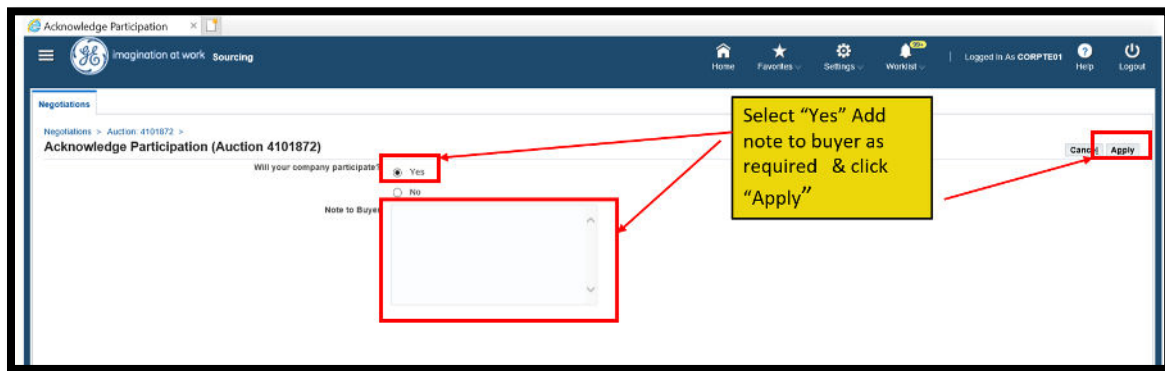 Acknowledge Participation ×
GE imagination at work Sourcing
Home Favorites Settings Worklist Logged In As CORPTE01 Help Logout
Negotiations
Negotiations > Auction: 4101872 >
Acknowledge Participation (Auction 4101872)
Cancel Apply
Will your company participate? Yes
No
Note to Buyer
Select “Yes” Add
note to buyer as
required & click
“Apply”